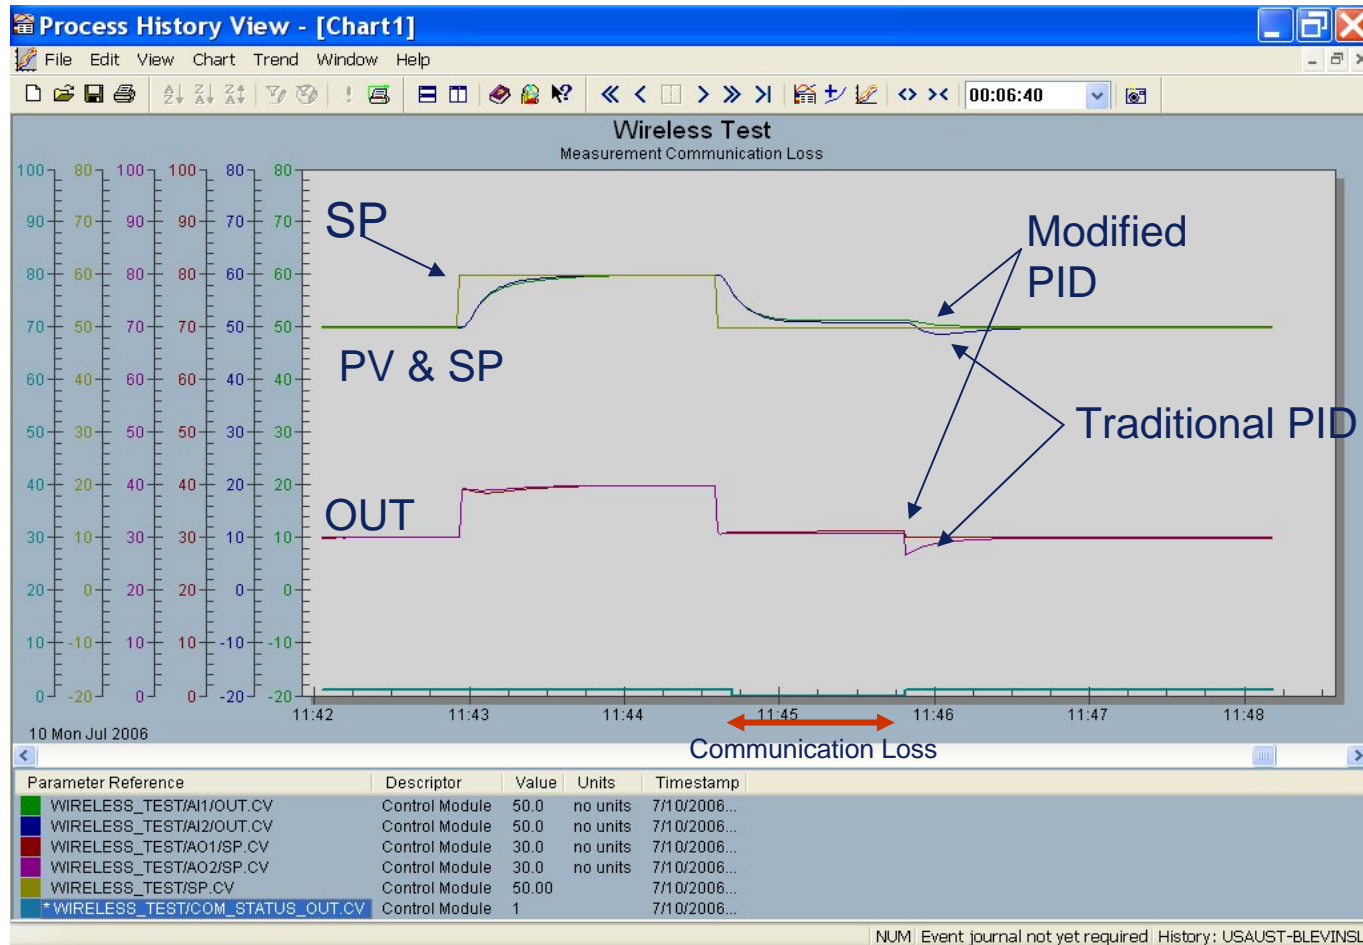 Process History View - [Chart1]
File Edit View Chart Trend Window Help
00:06:40
Wireless Test
Measurement Communication Loss
100 80 100 100 80 80
90 70 90 90 70 70
80 60 80 80 60 60
70 50 70 70 50 50
60 40 60 60 40 40
50 30 50 50 30 30
40 20 40 40 20 20
30 10 30 30 10 10
20 0 20 20 0 0
10 -10 10 10 -10 -10
0 -20 0 0 -20 -20
SP
Modified
PID
PV & SP
Traditional PID
OUT
11:42 11:43 11:44 11:45 11:46 11:47 11:48
10 Mon Jul 2006
Communication Loss
Parameter Reference Descriptor Value Units Timestamp
WIRELESS_TEST/AI1/OUT.CV Control Module 50.0 no units 7/10/2006...
WIRELESS_TEST/AI2/OUT.CV Control Module 50.0 no units 7/10/2006...
WIRELESS_TEST/AO1/SP.CV Control Module 30.0 no units 7/10/2006...
WIRELESS_TEST/AO2/SP.CV Control Module 30.0 no units 7/10/2006...
WIRELESS_TEST/SP.CV Control Module 50.00 7/10/2006...
*WIRELESS_TEST/COM_STATUS_OUT.CV Control Module 1 7/10/2006...
NUM Event journal not yet required History: USAUST-BLEVINSL